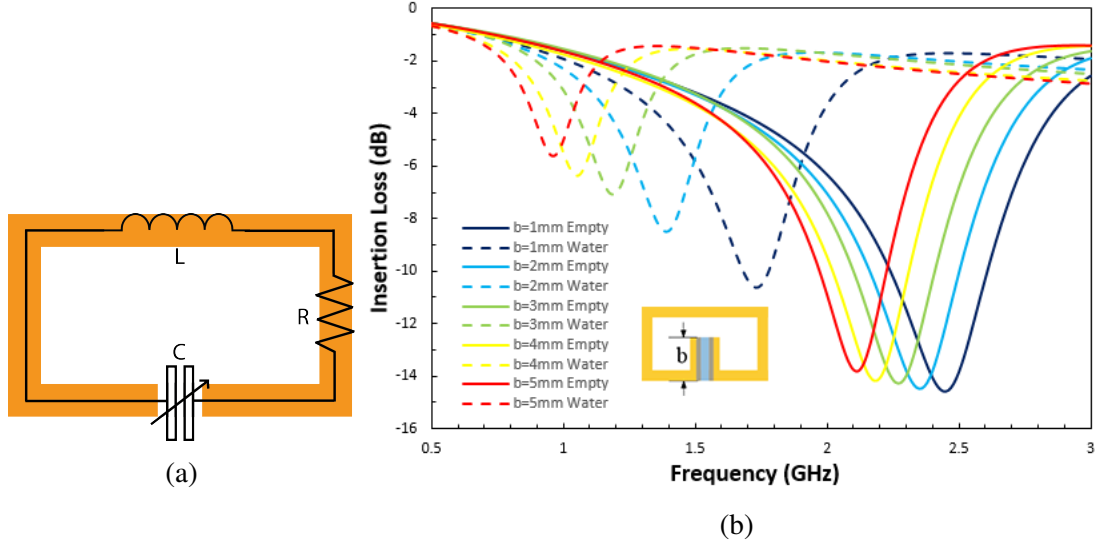 L
R
C
(a)
Insertion Loss (dB)
0
-2
-4
-6
-8
-10
-12
-14
-16
b=1mm Empty
b=1mm Water
b=2mm Empty
b=2mm Water
b=3mm Empty
b=3mm Water
b=4mm Empty
b=4mm Water
b=5mm Empty
b=5mm Water
b
0.5 1 1.5 2 2.5 3
Frequency (GHz)
(b)